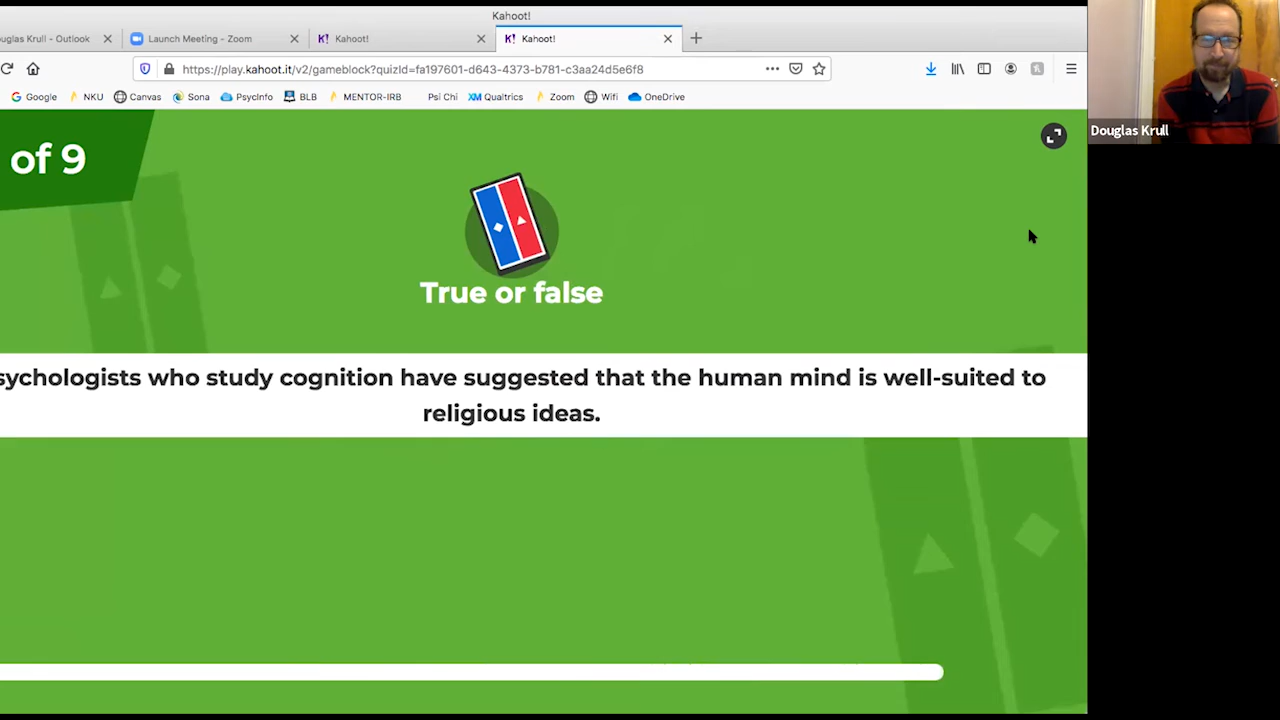 Kahoot!
uglas Krull - Outlook
Launch Meeting - Zoom
K! Kahoot!
K! Kahoot!
https://play.kahoot.it/v2/gameblock?quizId=fa197601-d643-4373-b781-c3aa24d5e6f8
Google
NKU
Canvas
Sona
PsycInfo
BLB
MENTOR-IRB
Psi Chi
XM Qualtrics
Zoom
Wifi
OneDrive
of 9
True or false
sychologists who study cognition have suggested that the human mind is well-suited to
religious ideas.
Douglas Krull